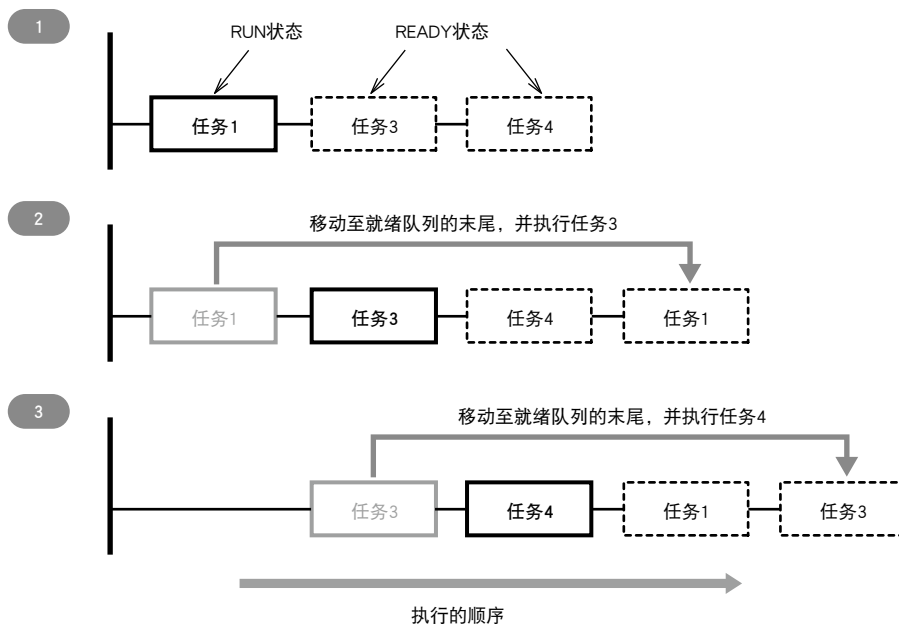 1
RUN状态
READY状态
任务1
任务3
任务4
2
移动至就绪队列的末尾，并执行任务3
任务1
任务3
任务4
任务1
3
移动至就绪队列的末尾，并执行任务4
任务3
任务4
任务1
任务3
执行的顺序